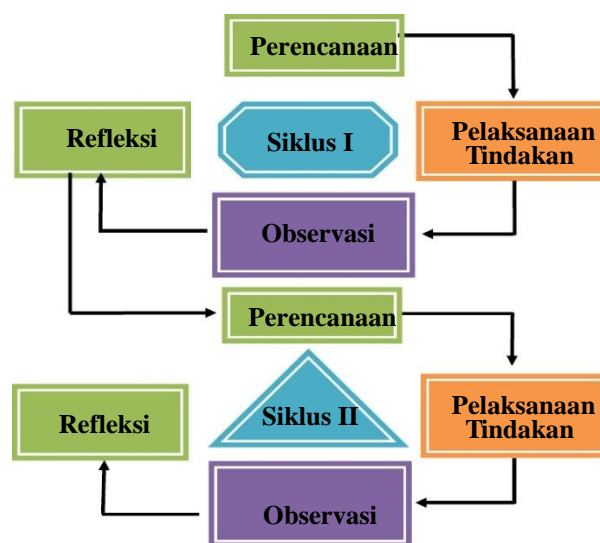 Perencanaan
Refleksi
Siklus I
Pelaksanaan
Tindakan
Observasi
Perencanaan
Refleksi
Siklus II
Pelaksanaan
Tindakan
Observasi